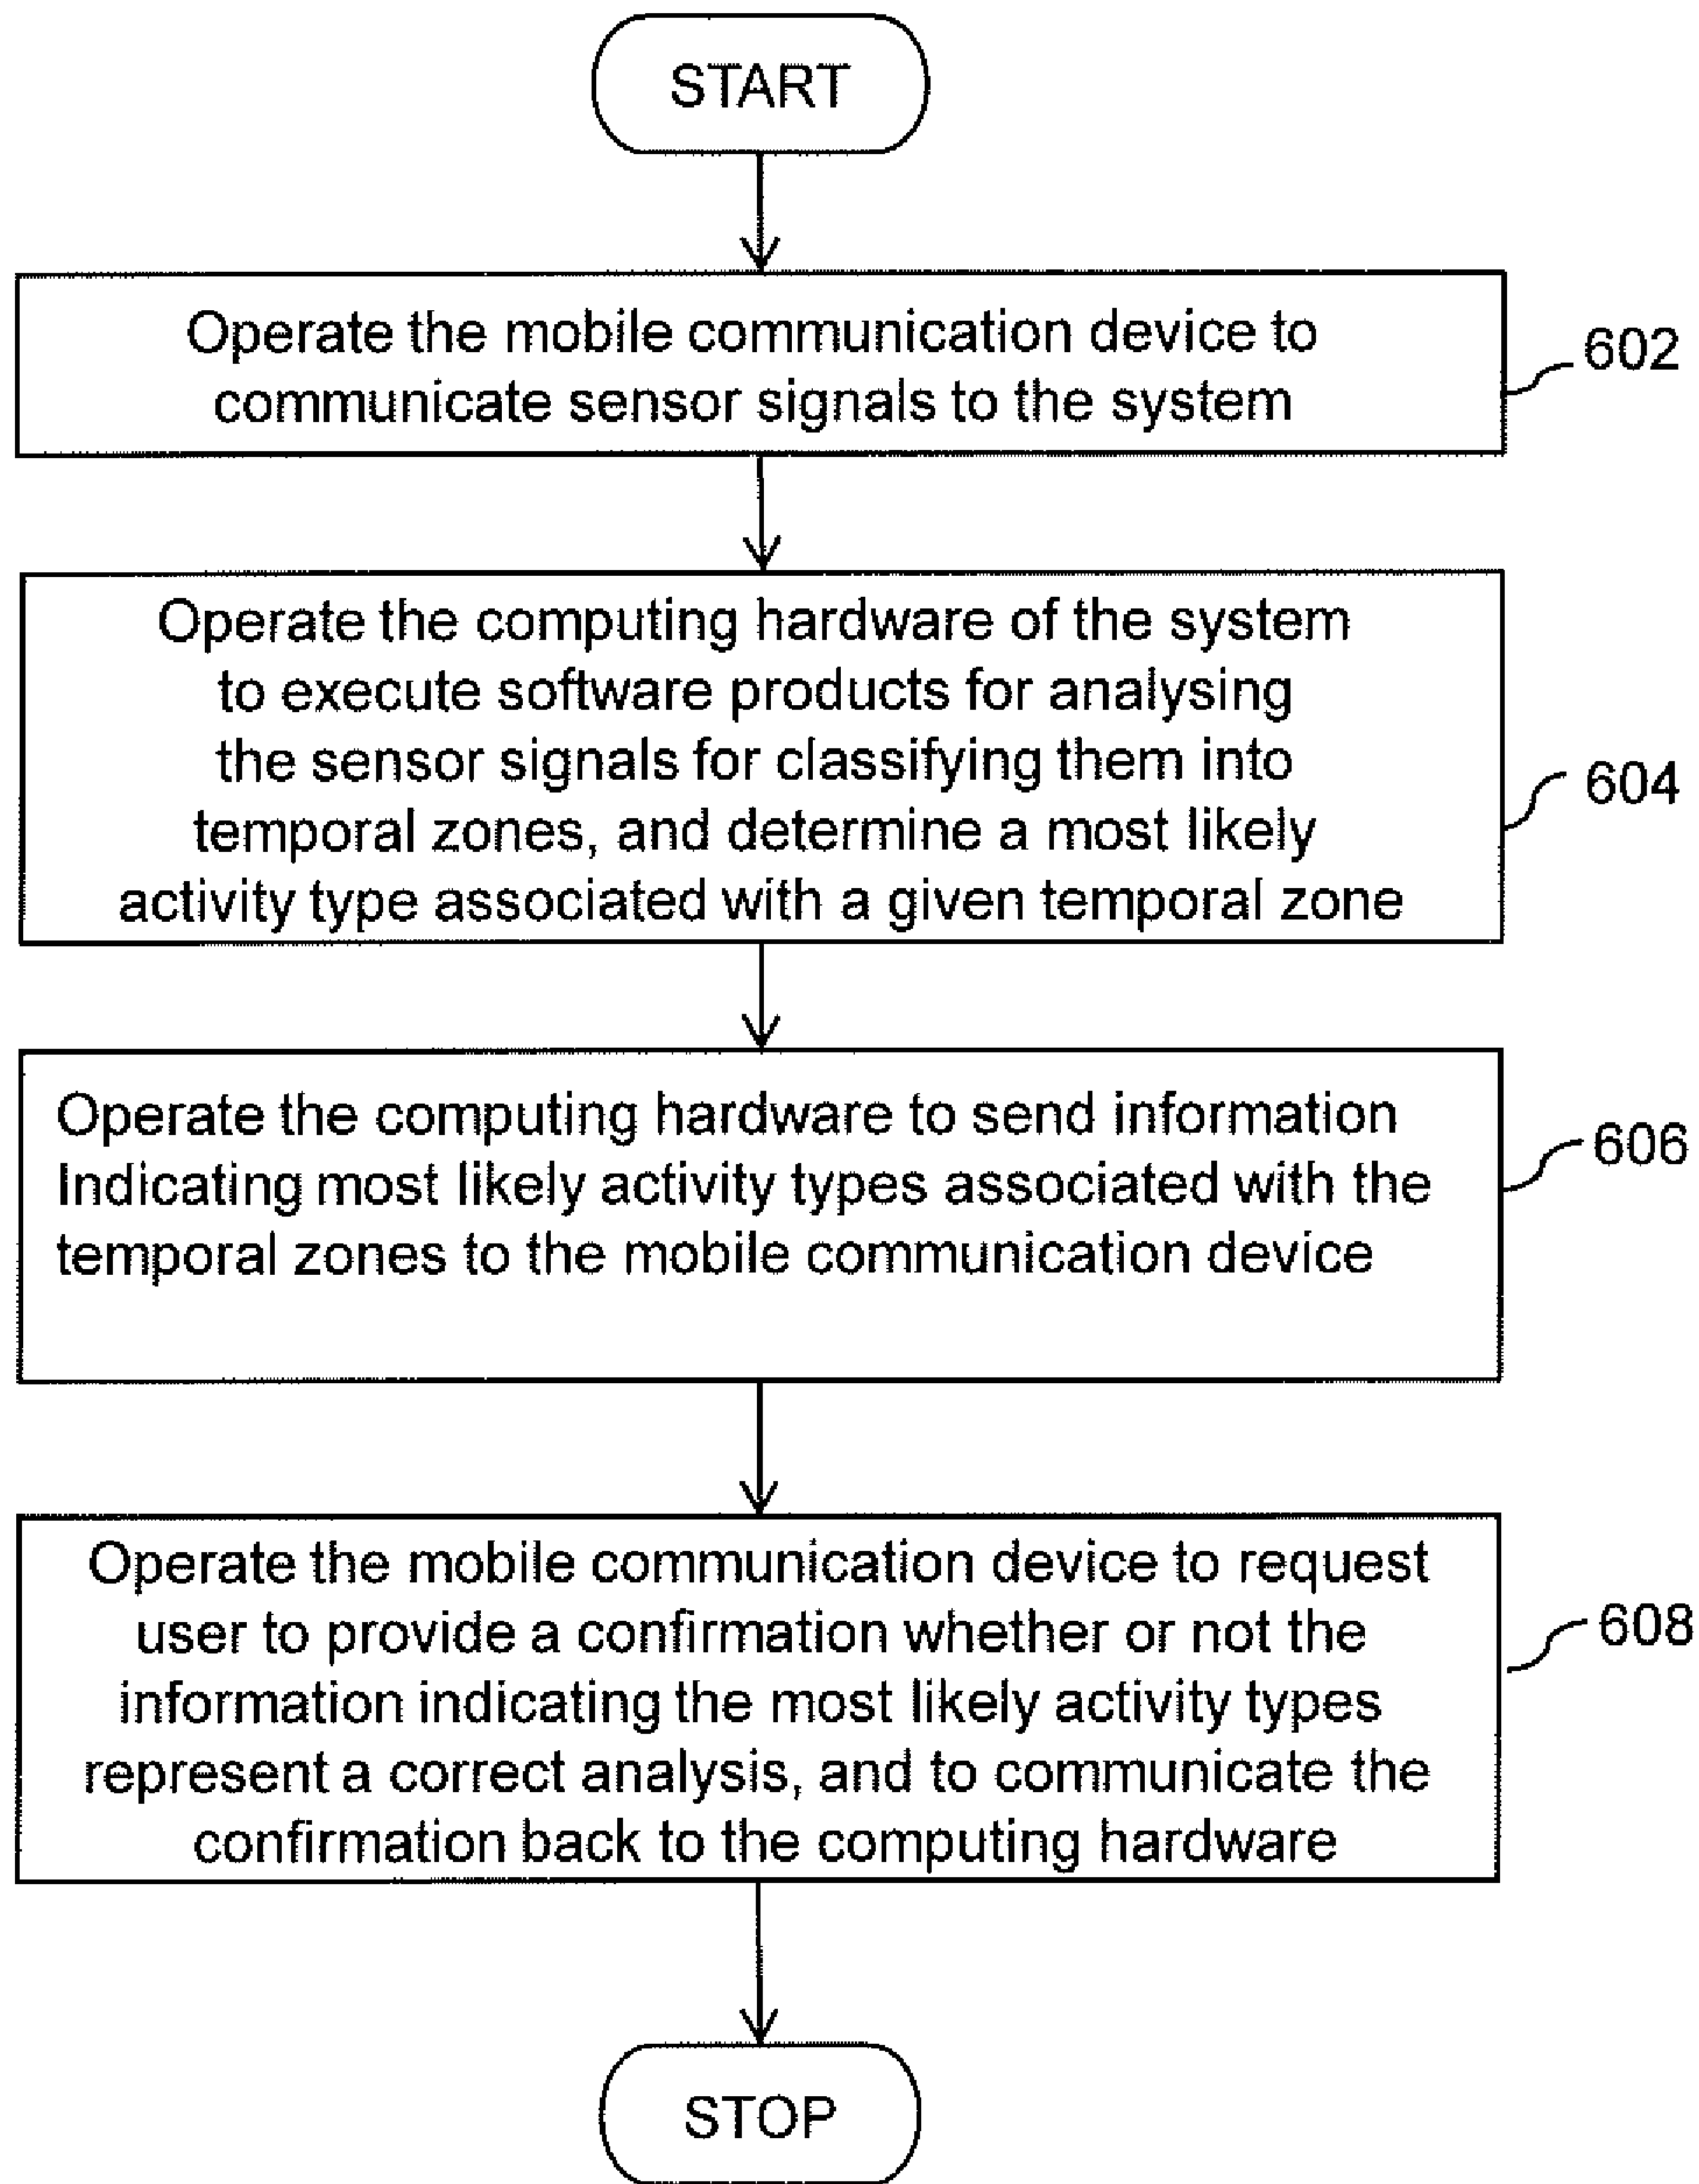 START
Operate the mobile communication device to
communicate sensor signals to the system
602
Operate the computing hardware of the system
to execute software products for analysing
the sensor signals for classifying them into
temporal zones, and determine a most likely
activity type associated with a given temporal zone
604
Operate the computing hardware to send information
Indicating most likely activity types associated with the
temporal zones to the mobile communication device
606
Operate the mobile communication device to request
user to provide a confirmation whether or not the
information indicating the most likely activity types
represent a correct analysis, and to communicate the
confirmation back to the computing hardware
608
STOP